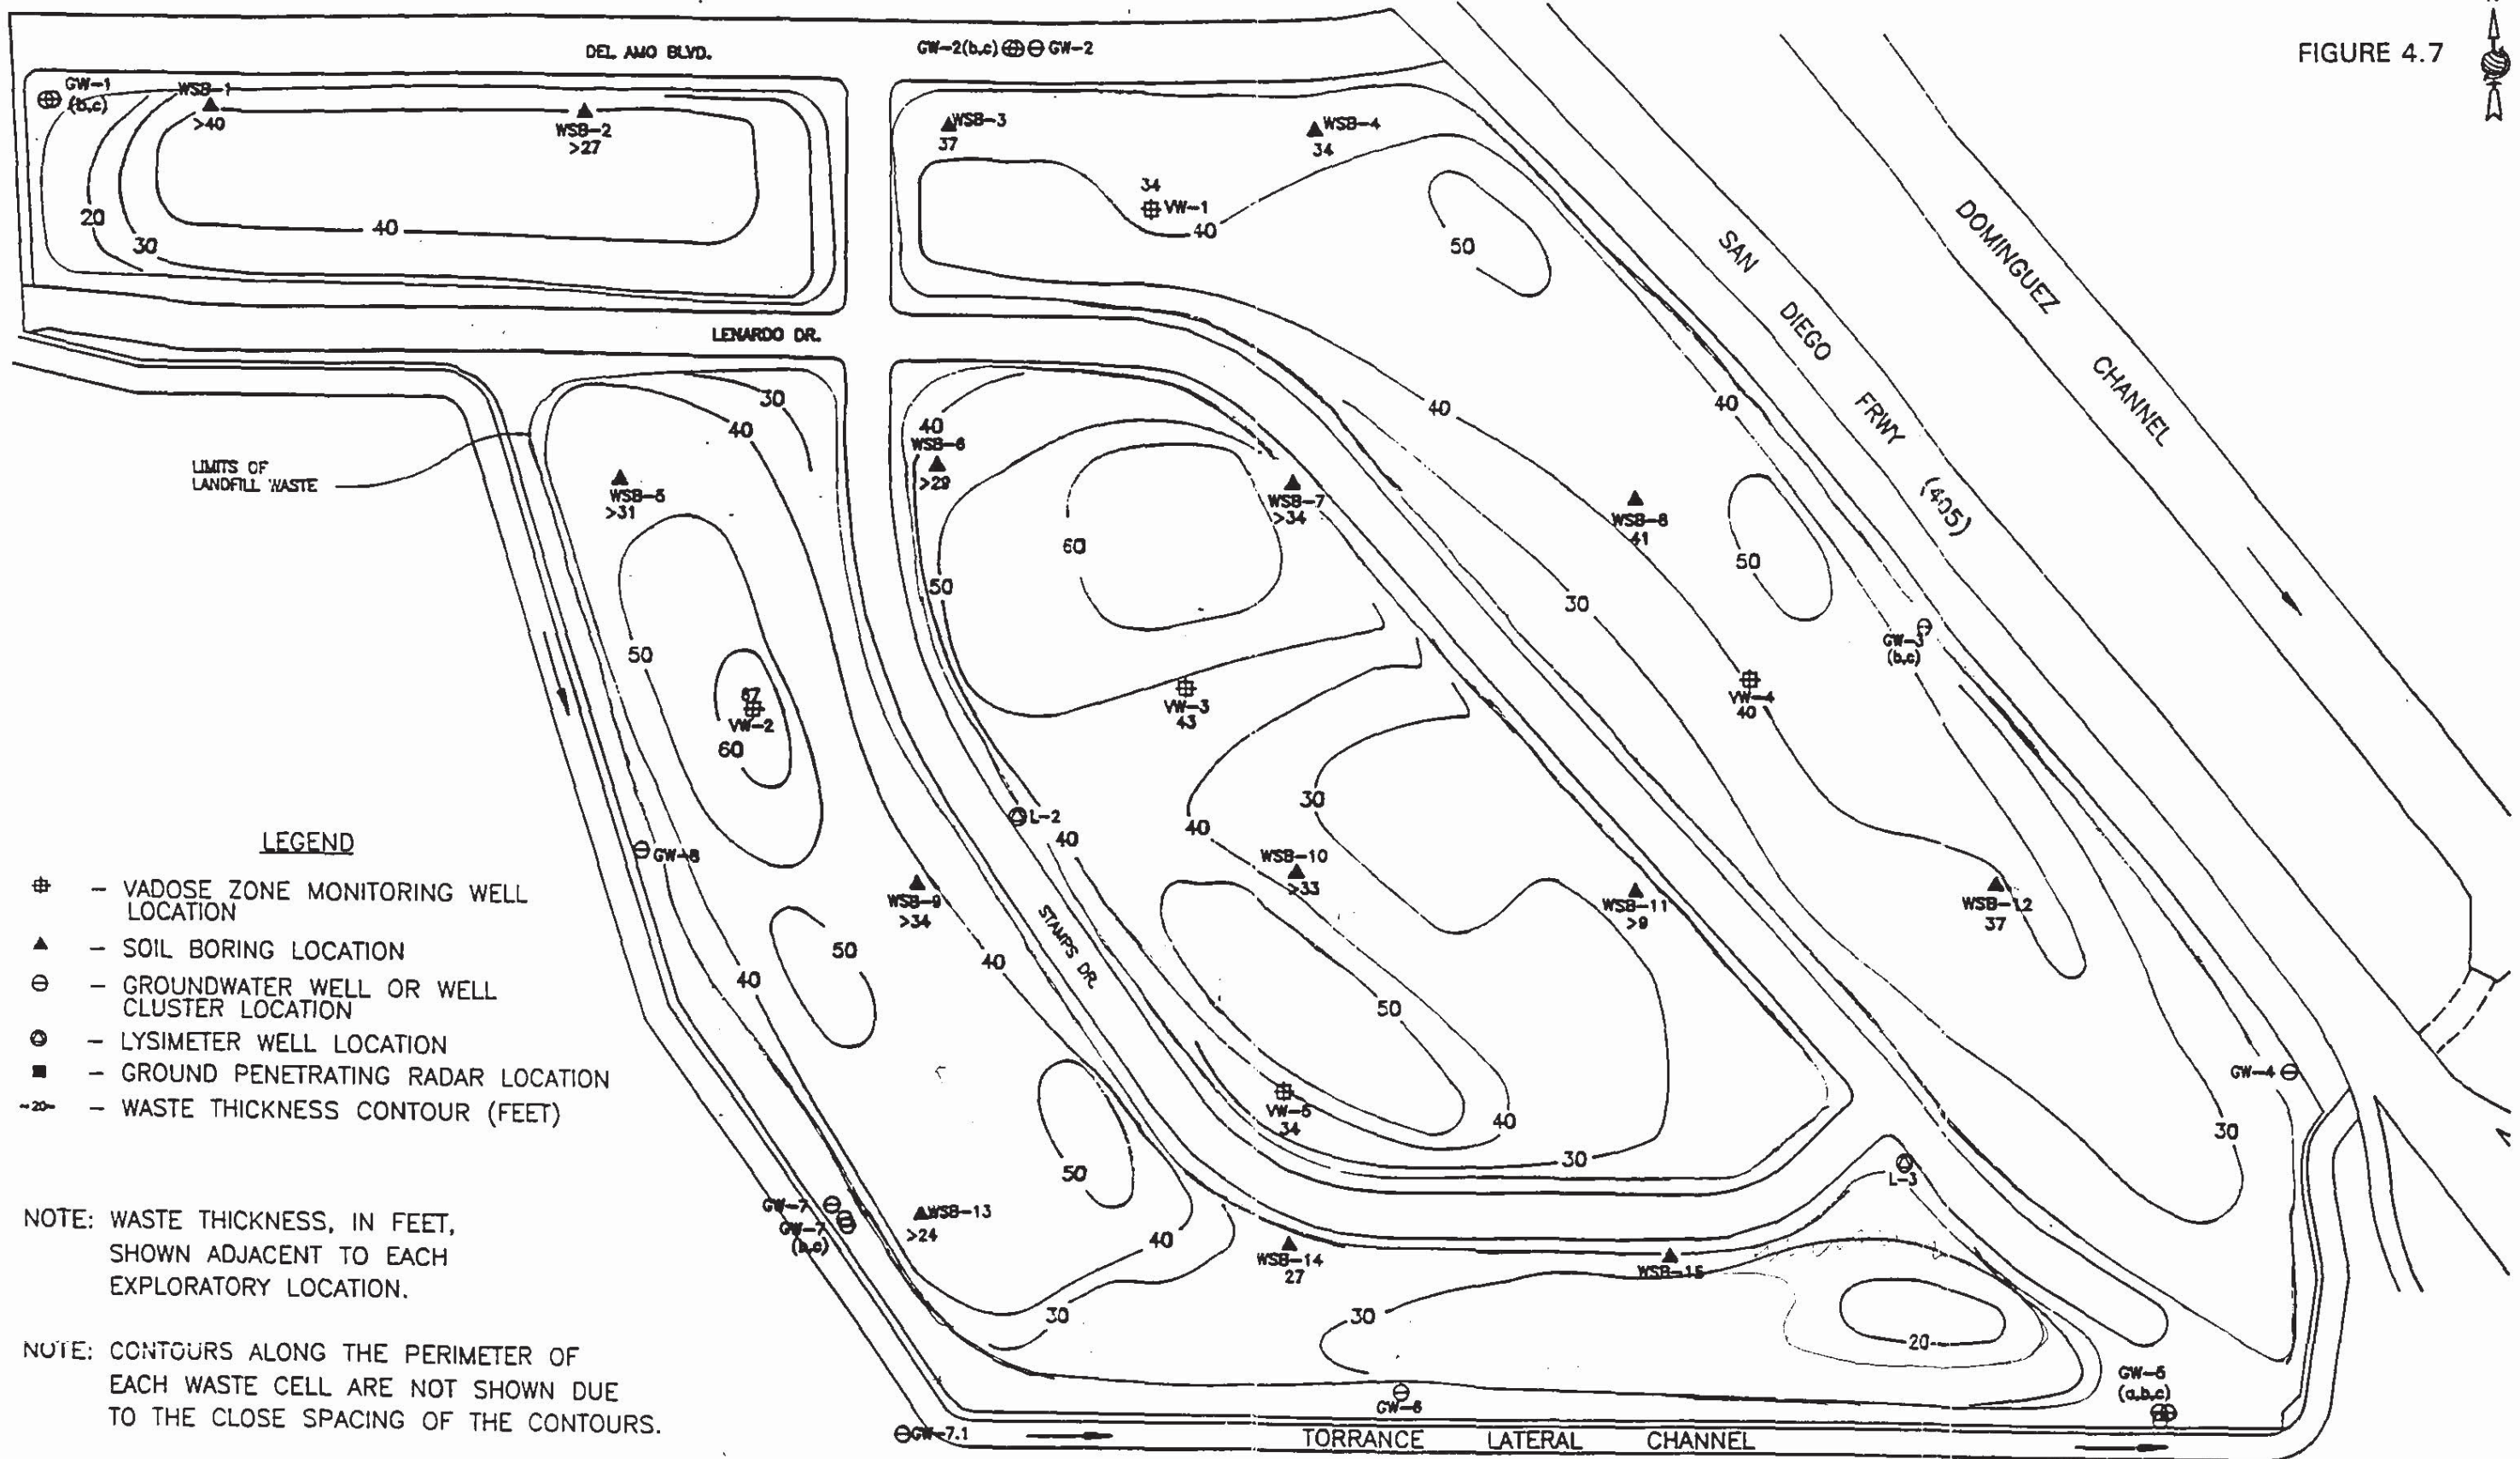 FIGURE 4.7
DEL AMO BLVD.
GW-2(b,c)
GW-2
GW-1
(b,c)
WSB-1
>40
WSB-2
>27
WSB-3
37
WSB-4
34
34
VW-1
40
50
20
30
40
SAN DIEGO FRWY (405)
DOMINGUEZ CHANNEL
LENARDO DR.
30
40
40
WSB-6
>29
40
40
LIMITS OF
LANDFILL WASTE
WSB-5
>31
WSB-7
>34
WSB-8
41
60
50
50
30
50
GW-3
(b,c)
67
VW-2
60
VW-3
43
VW-4
40
30
L-2
40
40
GW-8
WSB-10
>33
WSB-9
>34
WSB-11
>9
WSB-12
37
STAMPS DR.
50
40
40
50
GW-4
VW-5
34
40
30
30
50
L-3
GW-7
GW-7
(b,c)
WSB-13
>24
40
WSB-14
27
WSB-15
30
30
20
GW-6
GW-5
(a,b,c)
GW-7.1
TORRANCE LATERAL CHANNEL
LEGEND
– VADOSE ZONE MONITORING WELL
LOCATION
– SOIL BORING LOCATION
– GROUNDWATER WELL OR WELL
CLUSTER LOCATION
– LYSIMETER WELL LOCATION
– GROUND PENETRATING RADAR LOCATION
~20~ – WASTE THICKNESS CONTOUR (FEET)
NOTE: WASTE THICKNESS, IN FEET,
SHOWN ADJACENT TO EACH
EXPLORATORY LOCATION.
NOTE: CONTOURS ALONG THE PERIMETER OF
EACH WASTE CELL ARE NOT SHOWN DUE
TO THE CLOSE SPACING OF THE CONTOURS.